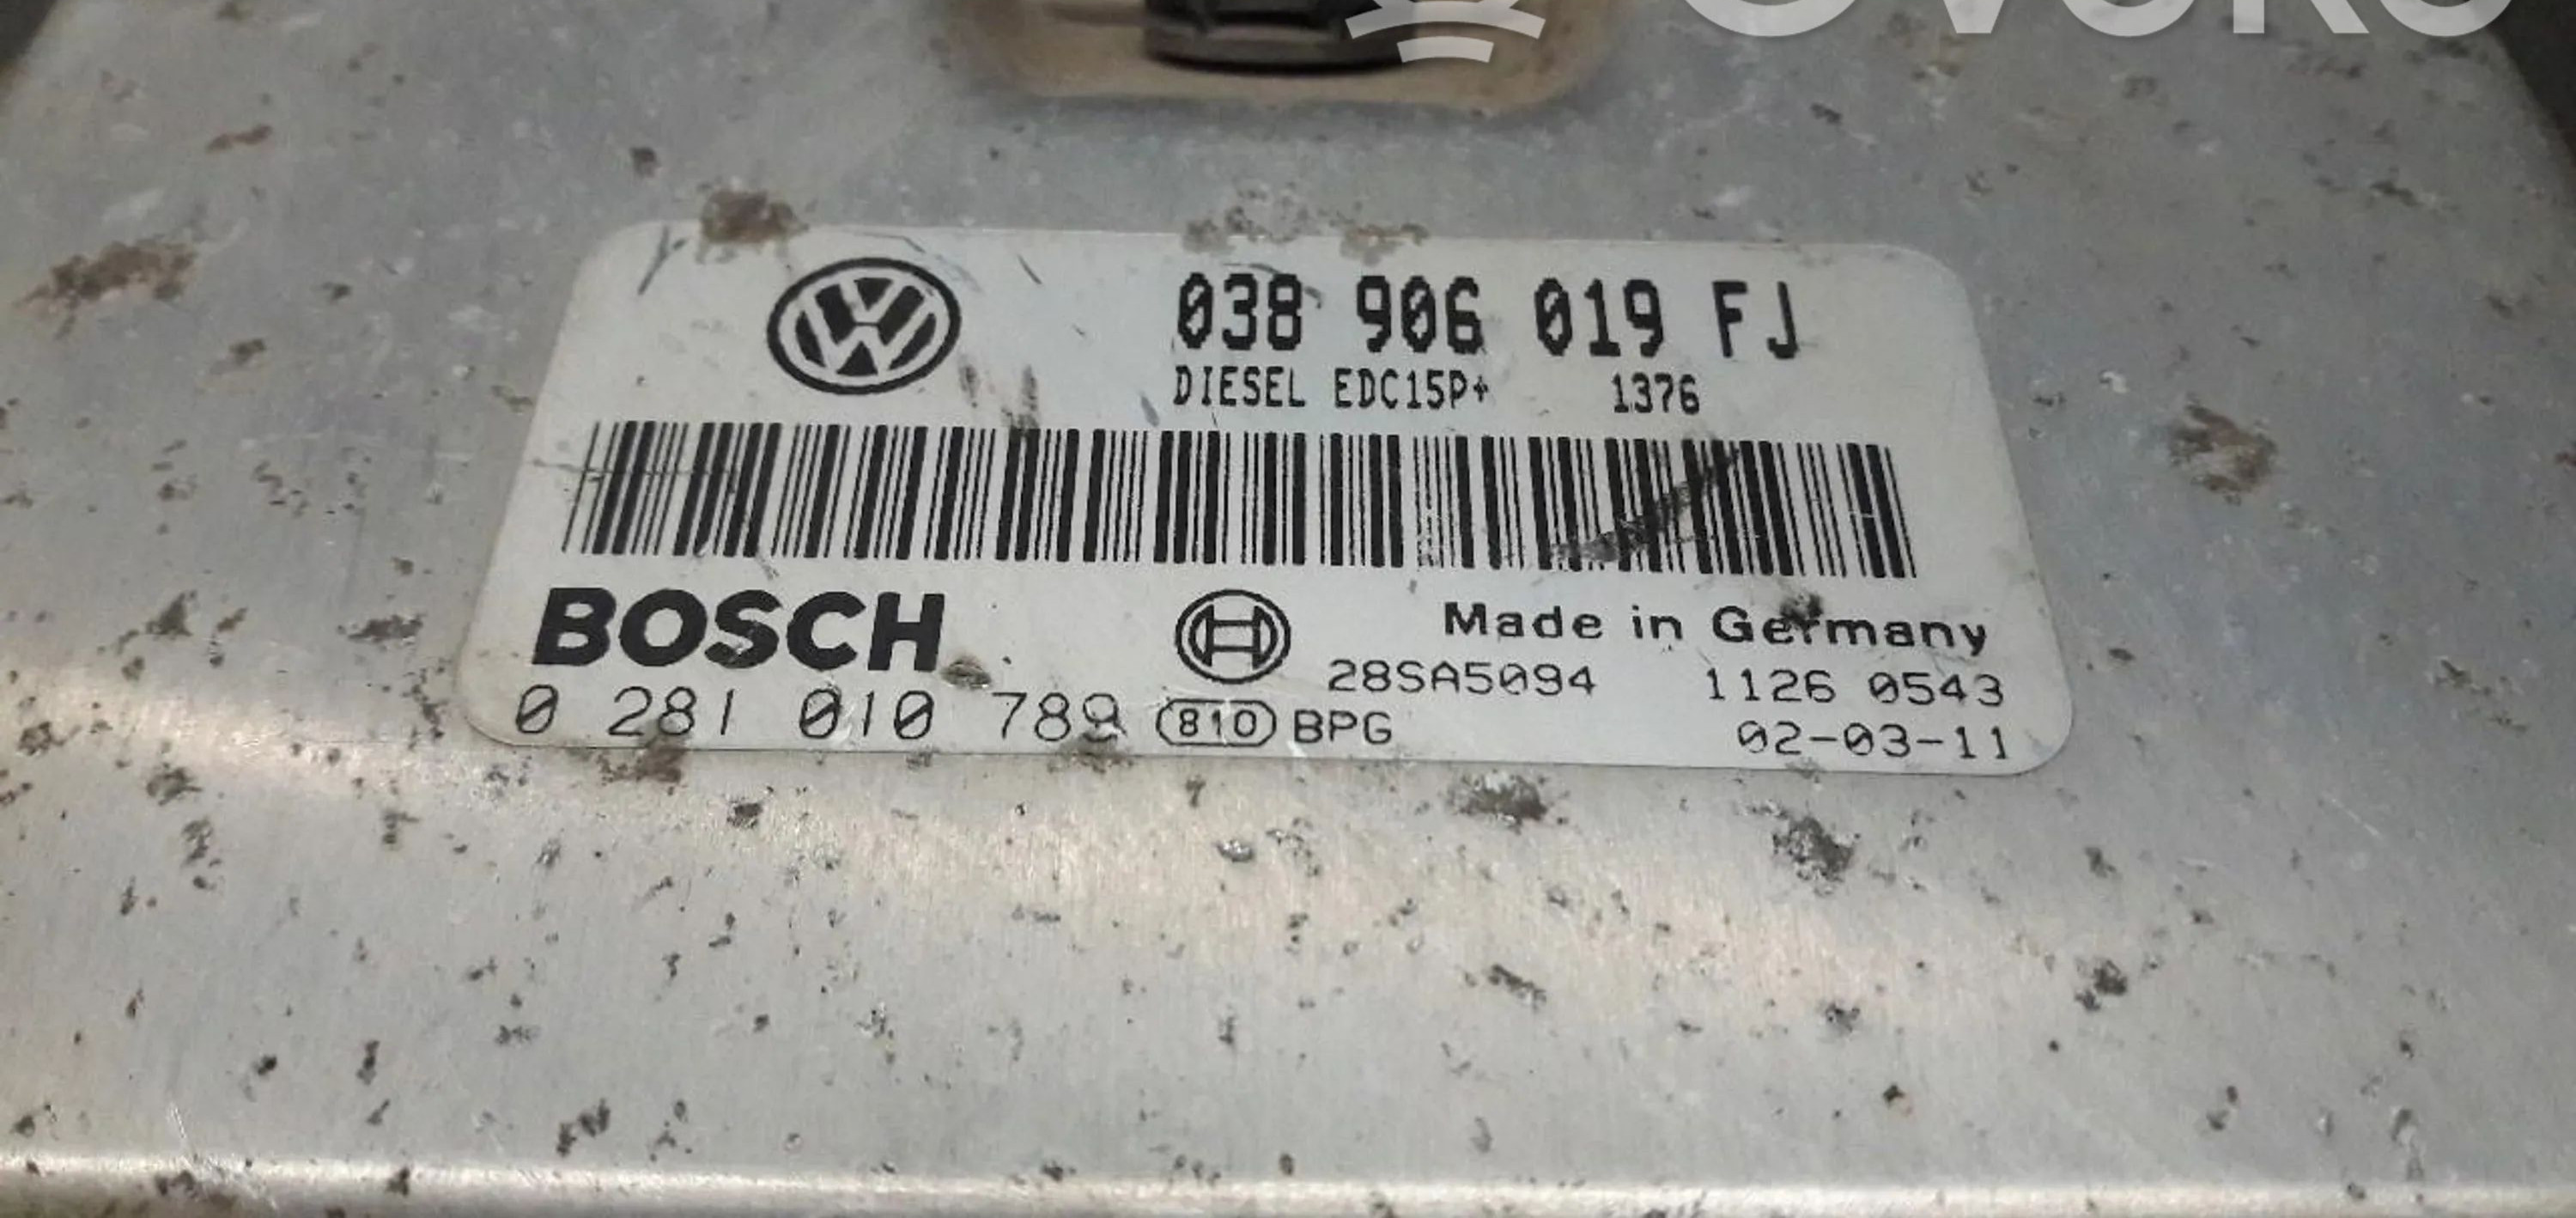 038 906 019 FJ
DIESEL EDC15P+ 1376
BOSCH
Made in Germany
28SA5094 1126 0543
0 281 010 789 810 BPG
02-03-11